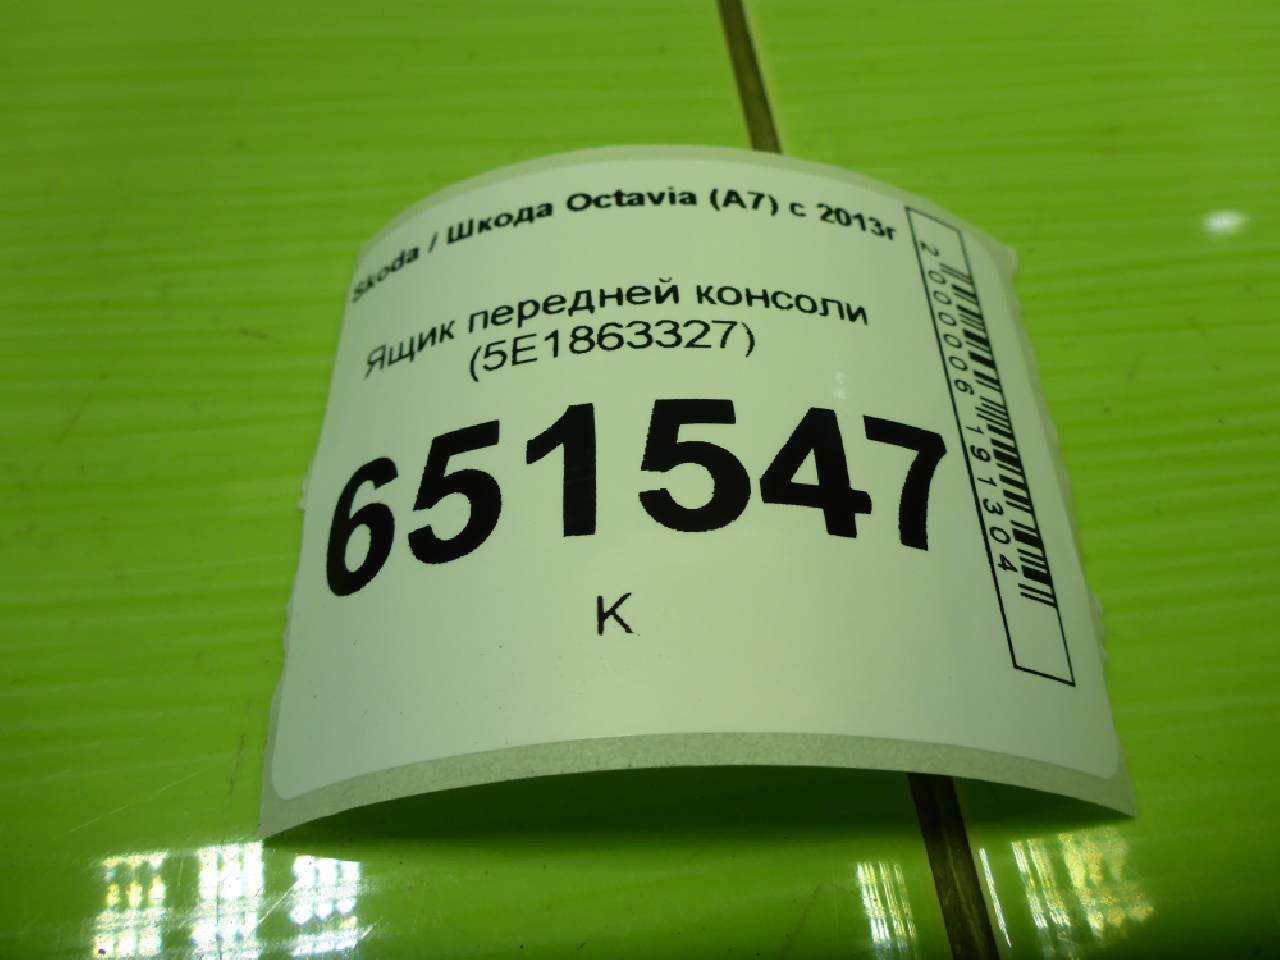 Skoda / Шкода Octavia (A7) с 2013г
Ящик передней консоли
(5E1863327)
651547
К
2000006191304